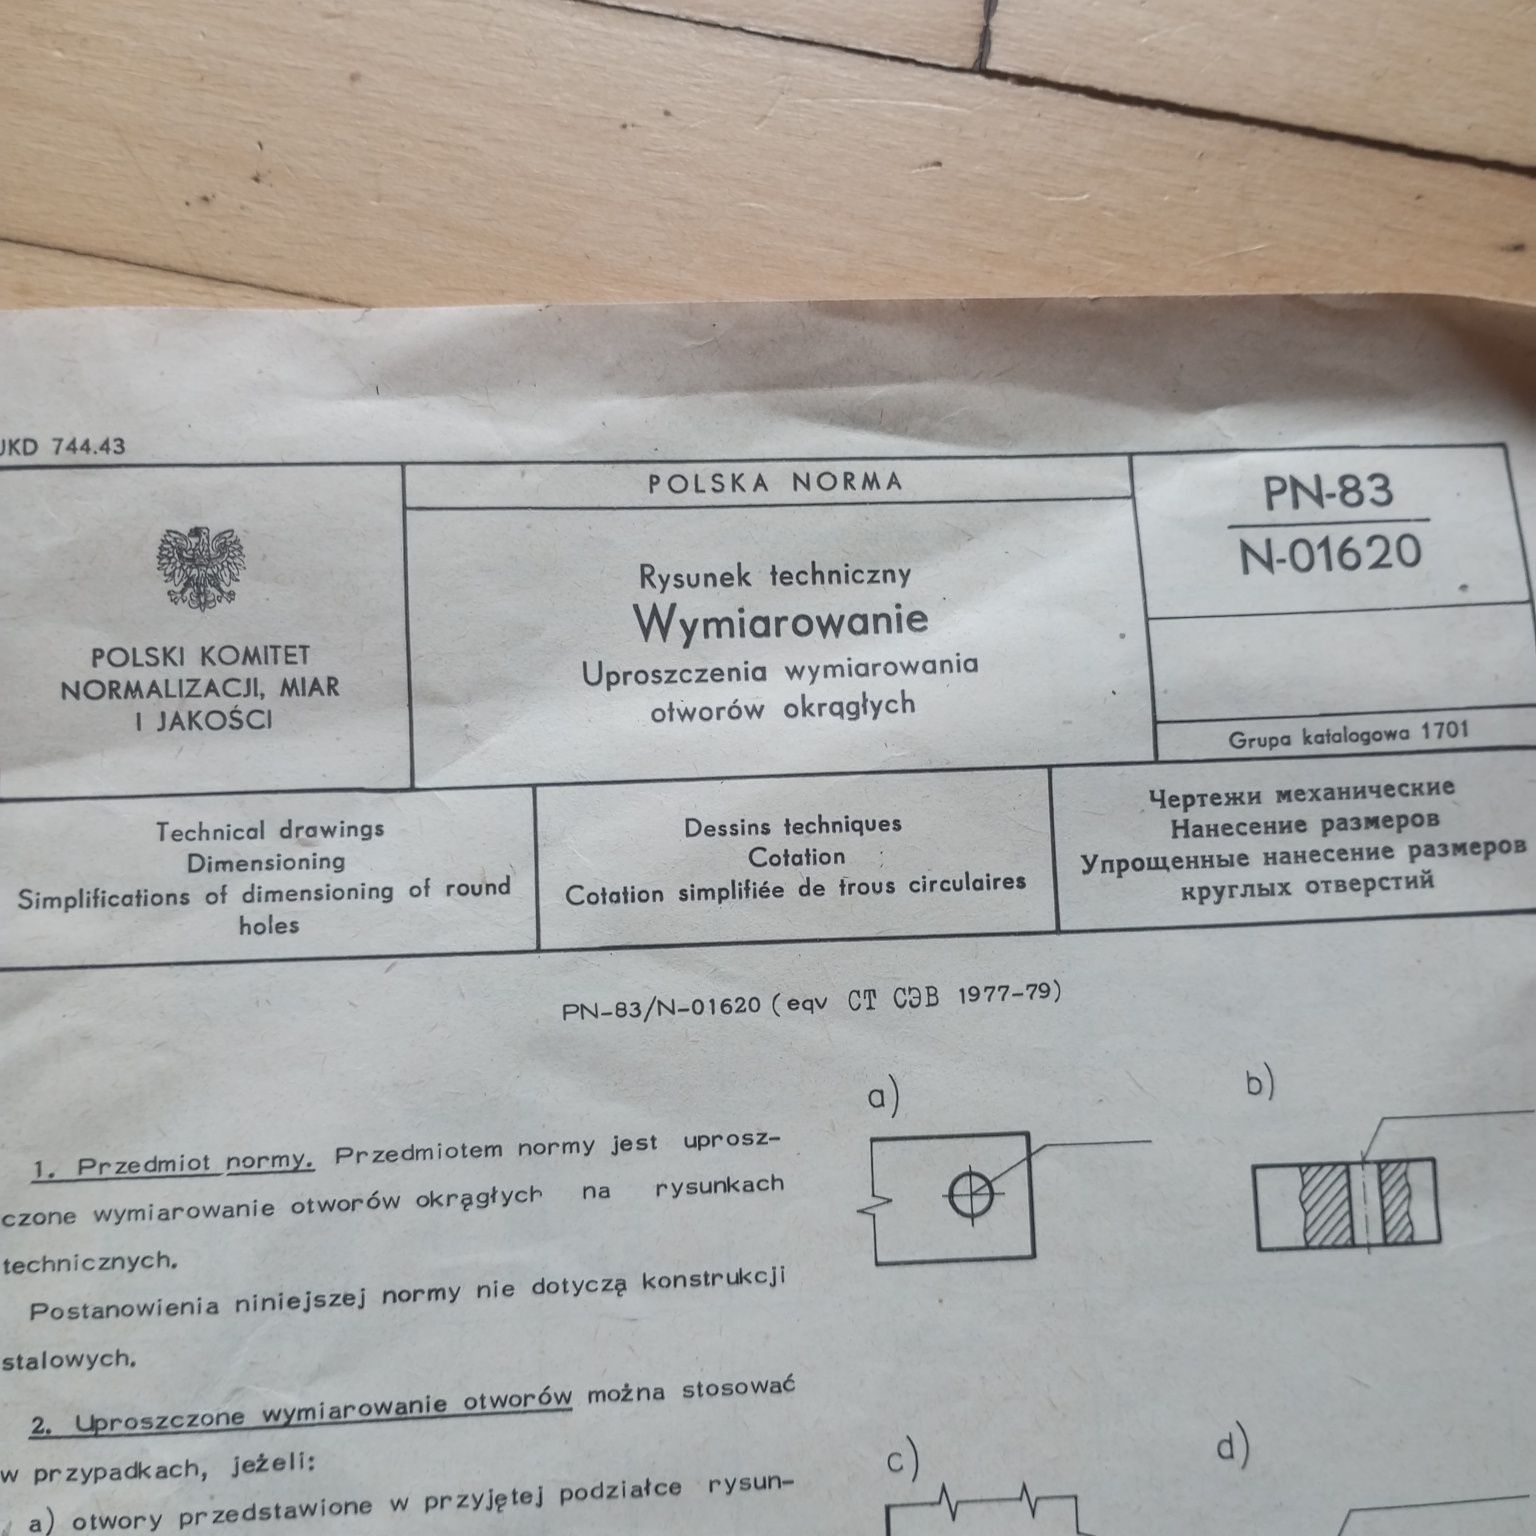 UKD 744.43
POLSKI KOMITET
NORMALIZACJI, MIAR
I JAKOŚCI
POLSKA NORMA
Rysunek techniczny
Wymiarowanie
Uproszczenia wymiarowania
otworów okrągłych
PN-83
N-01620
Grupa katalogowa 1701
Technical drawings
Dimensioning
Simplifications of dimensioning of round
holes
Dessins techniques
Cotation
Cotation simplifiée de trous circulaires
Чертежи механические
Нанесение размеров
Упрощенные нанесение размеров
круглых отверстий
PN-83/N-01620 (eqv СТ СЭВ 1977-79)
1. Przedmiot normy. Przedmiotem normy jest uprosz-
czone wymiarowanie otworów okrągłych na rysunkach
technicznych.
Postanowienia niniejszej normy nie dotyczą konstrukcji
stalowych.
2. Uproszczone wymiarowanie otworów można stosować
w przypadkach, jeżeli:
a) otwory przedstawione w przyjętej podziałce rysun-
a)
b)
c)
d)